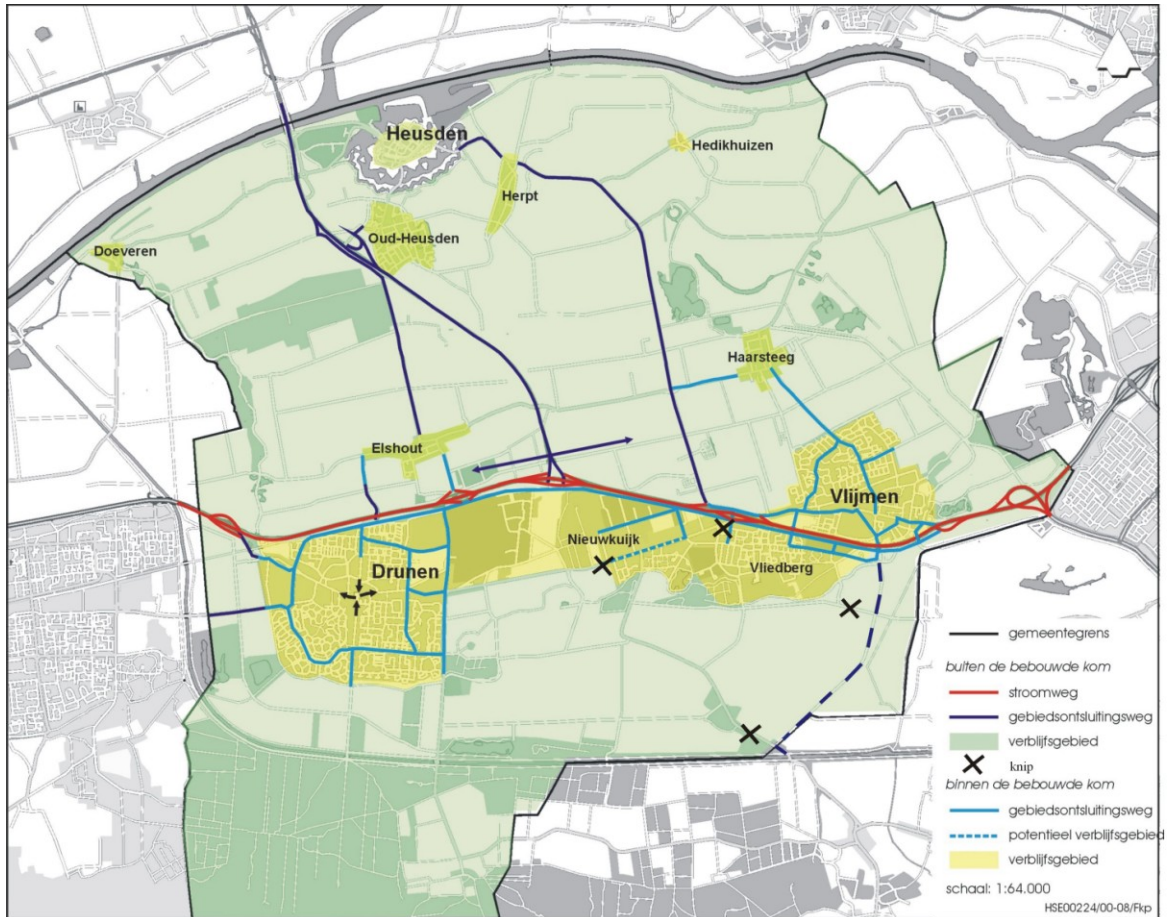 Heusden
Hedikhuizen
Herpt
Oud-Heusden
Doeveren
Haarsteeg
Elshout
Vlijmen
Nieuwkuijk
Drunen
Vliedberg
gemeentegrens
buiten de bebouwde kom
stroomweg
gebiedsontsluitingsweg
verblijfsgebied
knip
binnen de bebouwde kom
gebiedsontsluitingsweg
potentieel verblijfsgebied
verblijfsgebied
schaal: 1:64.000
HSE00224/00-08/Fkp